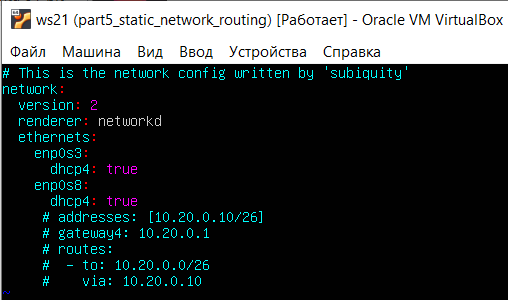 ws21 (part5_static_network_routing) [Работает] - Oracle VM VirtualBox
Файл Машина Вид Ввод Устройства Справка
# This is the network config written by 'subiquity'
network:
  version: 2
  renderer: networkd
  ethernets:
    enp0s3:
      dhcp4: true
    enp0s8:
      dhcp4: true
     # addresses: [10.20.0.10/26]
     # gateway4: 10.20.0.1
     # routes:
     #  - to: 10.20.0.0/26
     #    via: 10.20.0.10
~